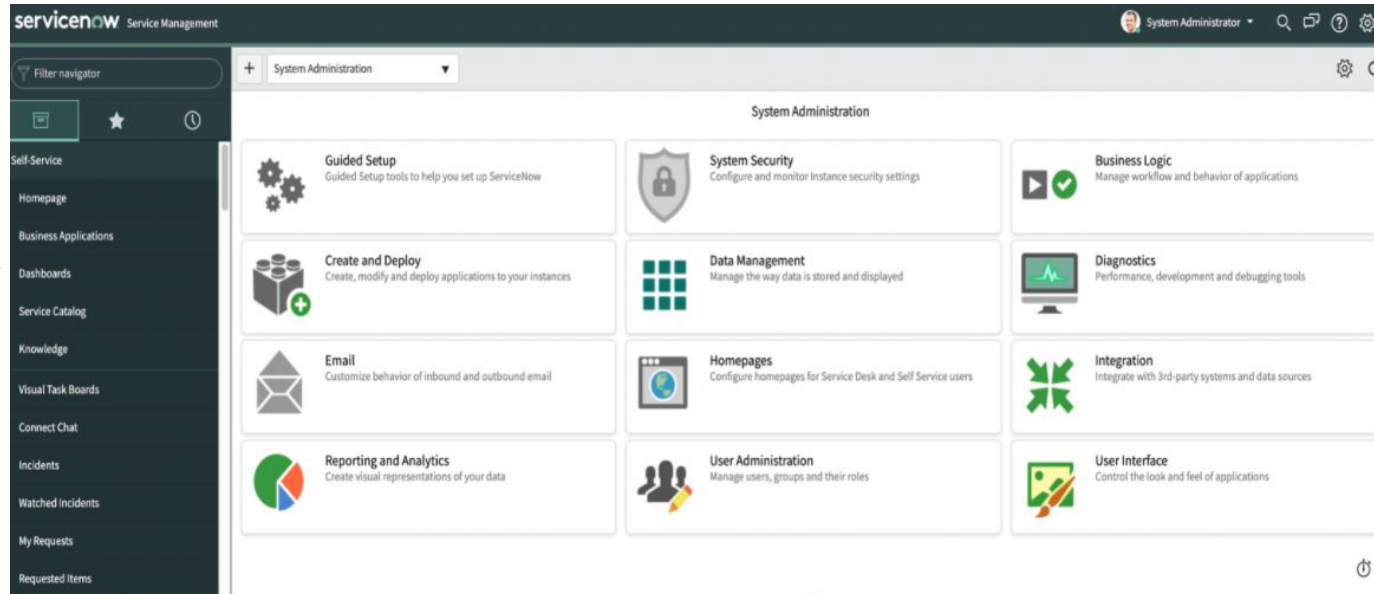 servicenow Service Management
System Administrator
Filter navigator
System Administration
System Administration
Self-Service
Homepage
Business Applications
Dashboards
Service Catalog
Knowledge
Visual Task Boards
Connect Chat
Incidents
Watched Incidents
My Requests
Requested Items
Guided Setup
Guided Setup tools to help you set up ServiceNow
System Security
Configure and monitor Instance security settings
Business Logic
Manage workflow and behavior of applications
Create and Deploy
Create, modify and deploy applications to your instances
Data Management
Manage the way data is stored and displayed
Diagnostics
Performance, development and debugging tools
Email
Customize behavior of inbound and outbound email
Homepages
Configure homepages for Service Desk and Self Service users
Integration
Integrate with 3rd-party systems and data sources
Reporting and Analytics
Create visual representations of your data
User Administration
Manage users, groups and their roles
User Interface
Control the look and feel of applications